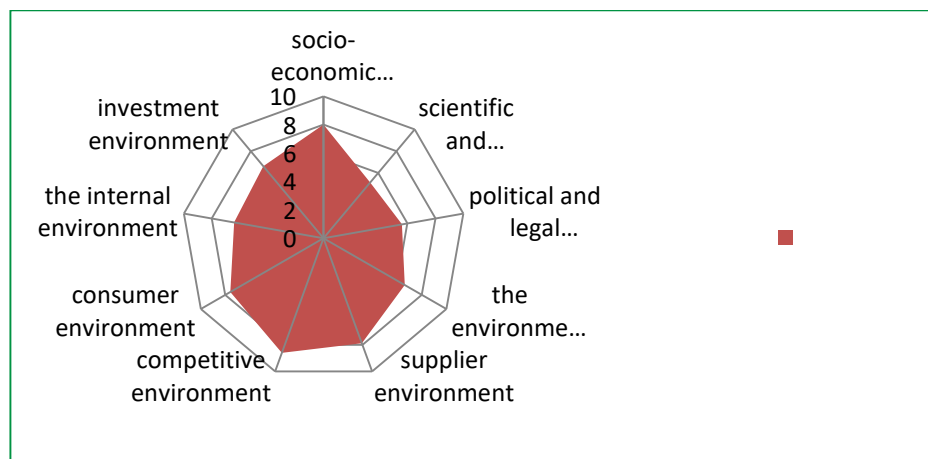 socio-
economic...
scientific and...
political and legal...
the environme...
supplier environment
competitive environment
consumer environment
the internal environment
investment environment
10
8
6
4
2
0